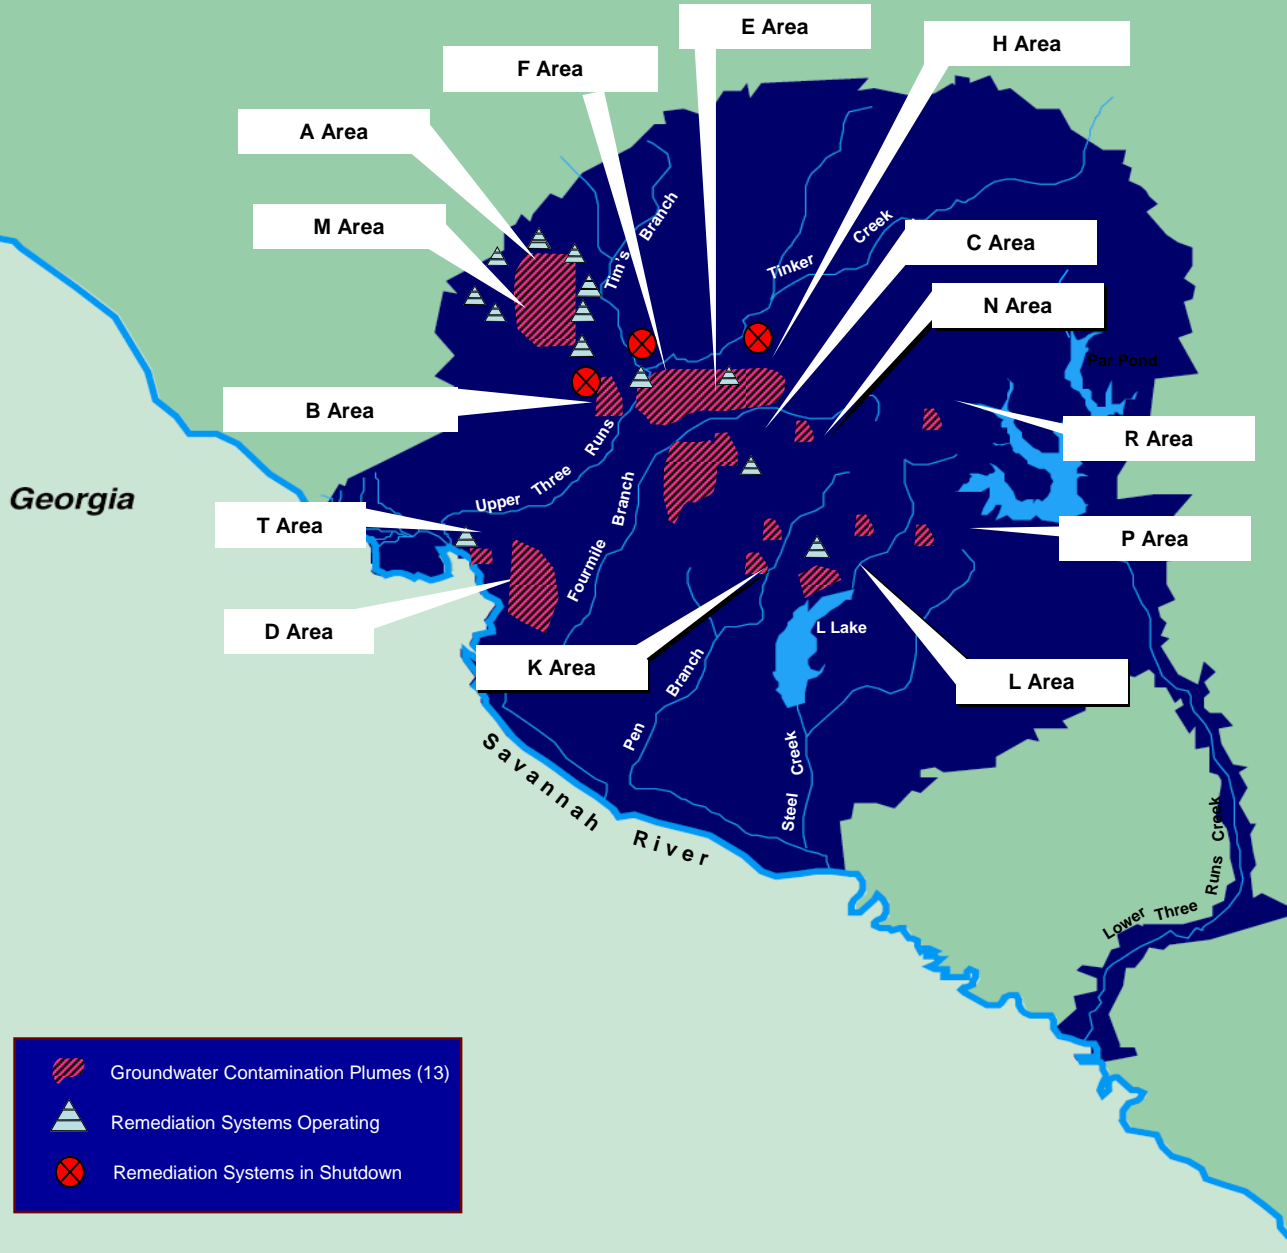 E Area
H Area
F Area
A Area
M Area
Tim's Branch
Tinker Creek
C Area
N Area
Par Pond
B Area
R Area
Upper Three Runs
Georgia
T Area
Fourmile Branch
P Area
D Area
L Lake
K Area
L Area
Pen Branch
Steel Creek
Savannah River
Lower Three Runs Creek
Groundwater Contamination Plumes (13)
Remediation Systems Operating
Remediation Systems in Shutdown